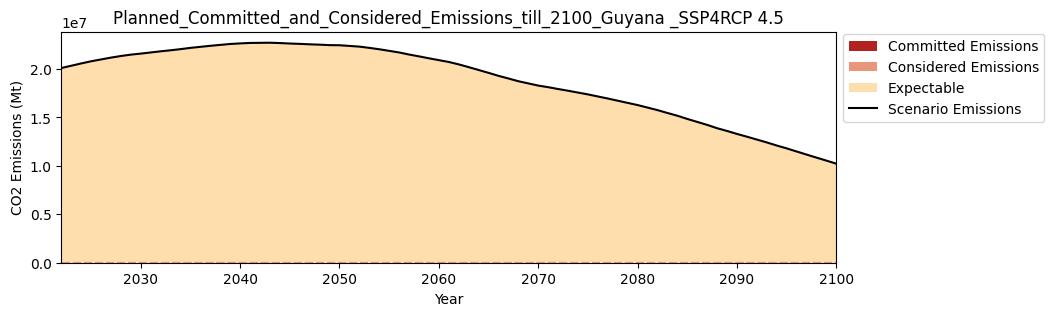 Planned_Committed_and_Considered_Emissions_till_2100_Guyana _SSP4RCP 4.5
1e7
Committed Emissions
Considered Emissions
Expectable
Scenario Emissions
CO2 Emissions (Mt)
2.0
1.5
1.0
0.5
0.0
2030 2040 2050 2060 2070 2080 2090 2100
Year